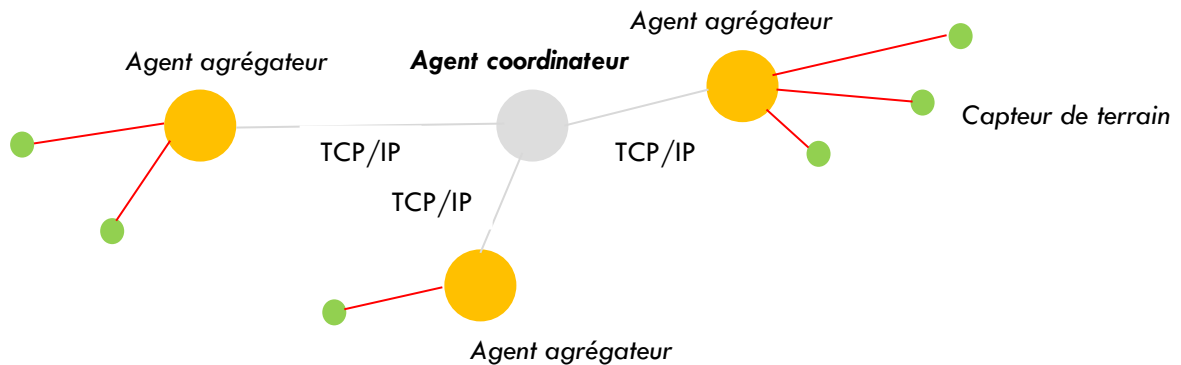 Agent agrégateur
Agent agrégateur
Agent coordinateur
Capteur de terrain
TCP/IP
TCP/IP
TCP/IP
Agent agrégateur